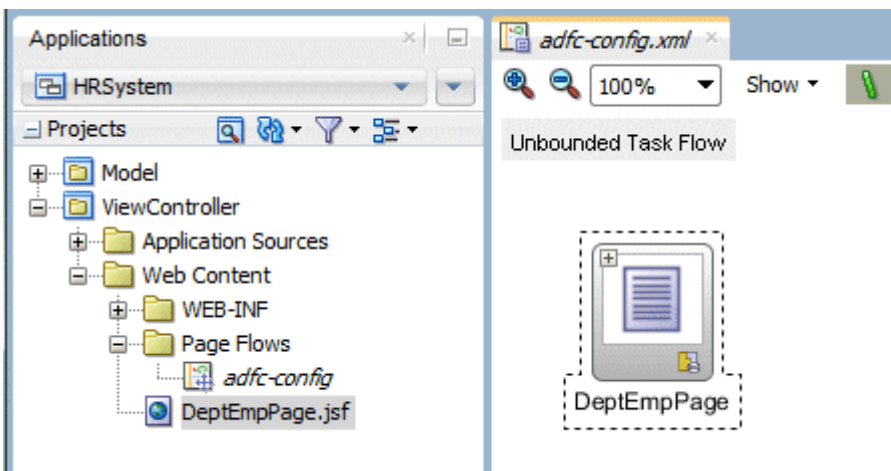 Applications
HRSystem
Projects
Model
ViewController
Application Sources
Web Content
WEB-INF
Page Flows
adfc-config
DeptEmpPage.jsf
adfc-config.xml
100%
Show
Unbounded Task Flow
DeptEmpPage